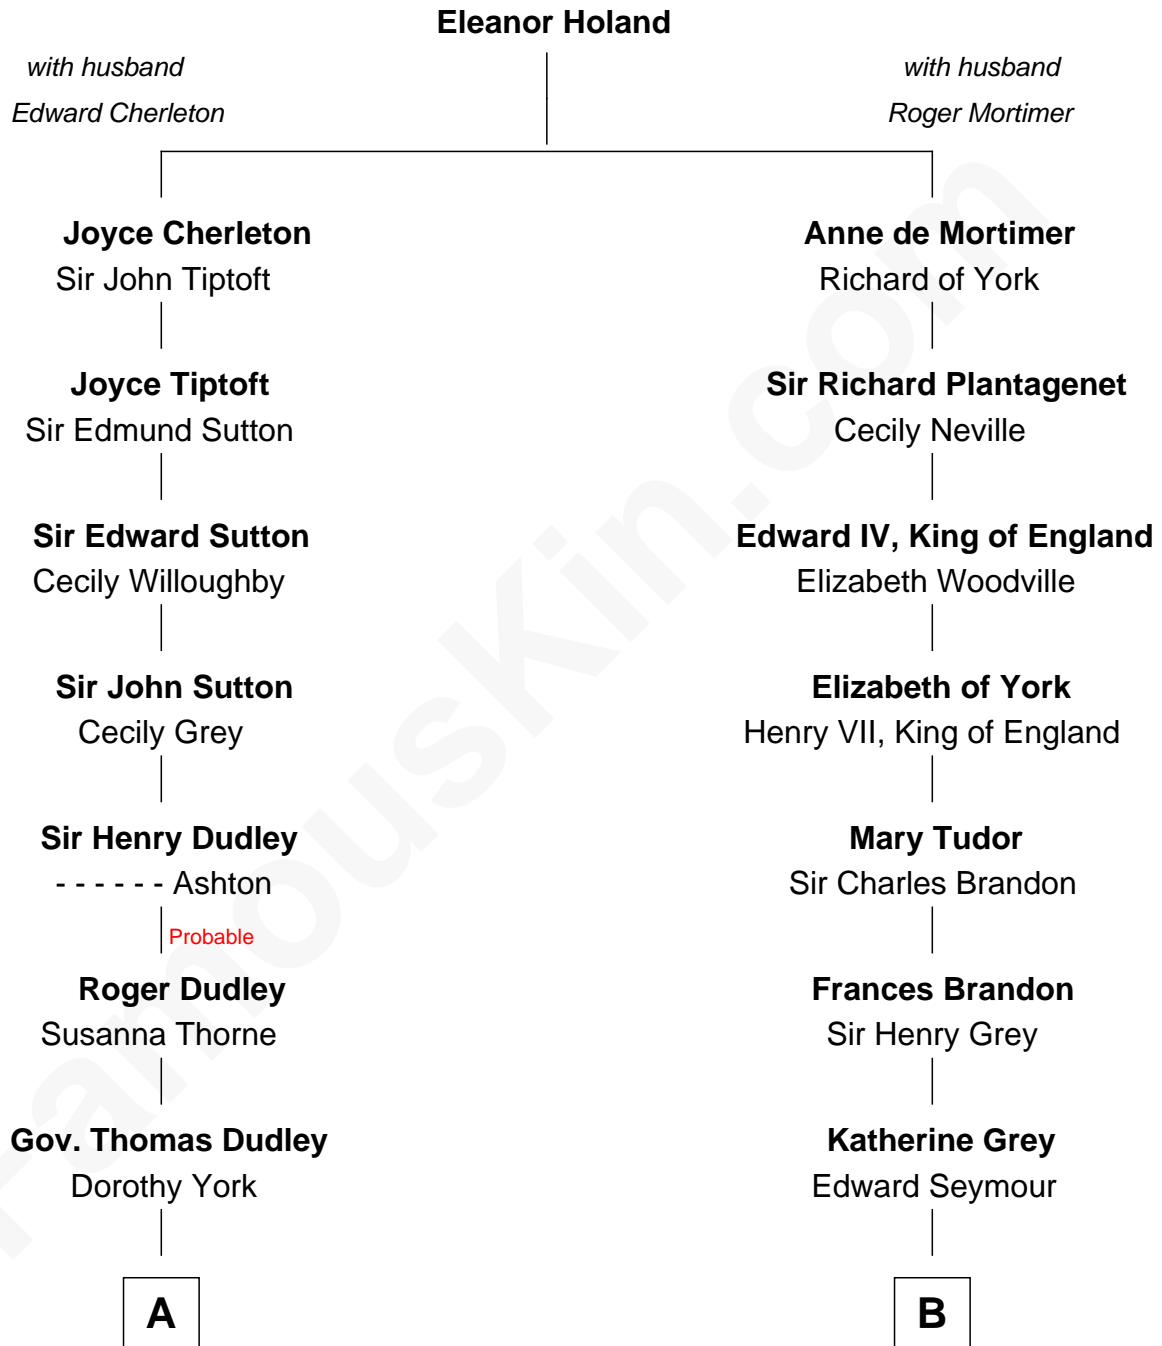 Eleanor Holand
with husband
Edward Cherleton
with husband
Roger Mortimer
Joyce Cherleton
Sir John Tiptoft
Anne de Mortimer
Richard of York
Joyce Tiptoft
Sir Edmund Sutton
Sir Richard Plantagenet
Cecily Neville
Sir Edward Sutton
Cecily Willoughby
Edward IV, King of England
Elizabeth Woodville
Sir John Sutton
Cecily Grey
Elizabeth of York
Henry VII, King of England
Sir Henry Dudley
- - - - - - Ashton
Mary Tudor
Sir Charles Brandon
Probable
Roger Dudley
Susanna Thorne
Frances Brandon
Sir Henry Grey
Gov. Thomas Dudley
Dorothy York
Katherine Grey
Edward Seymour
A
B
FamousKin.com